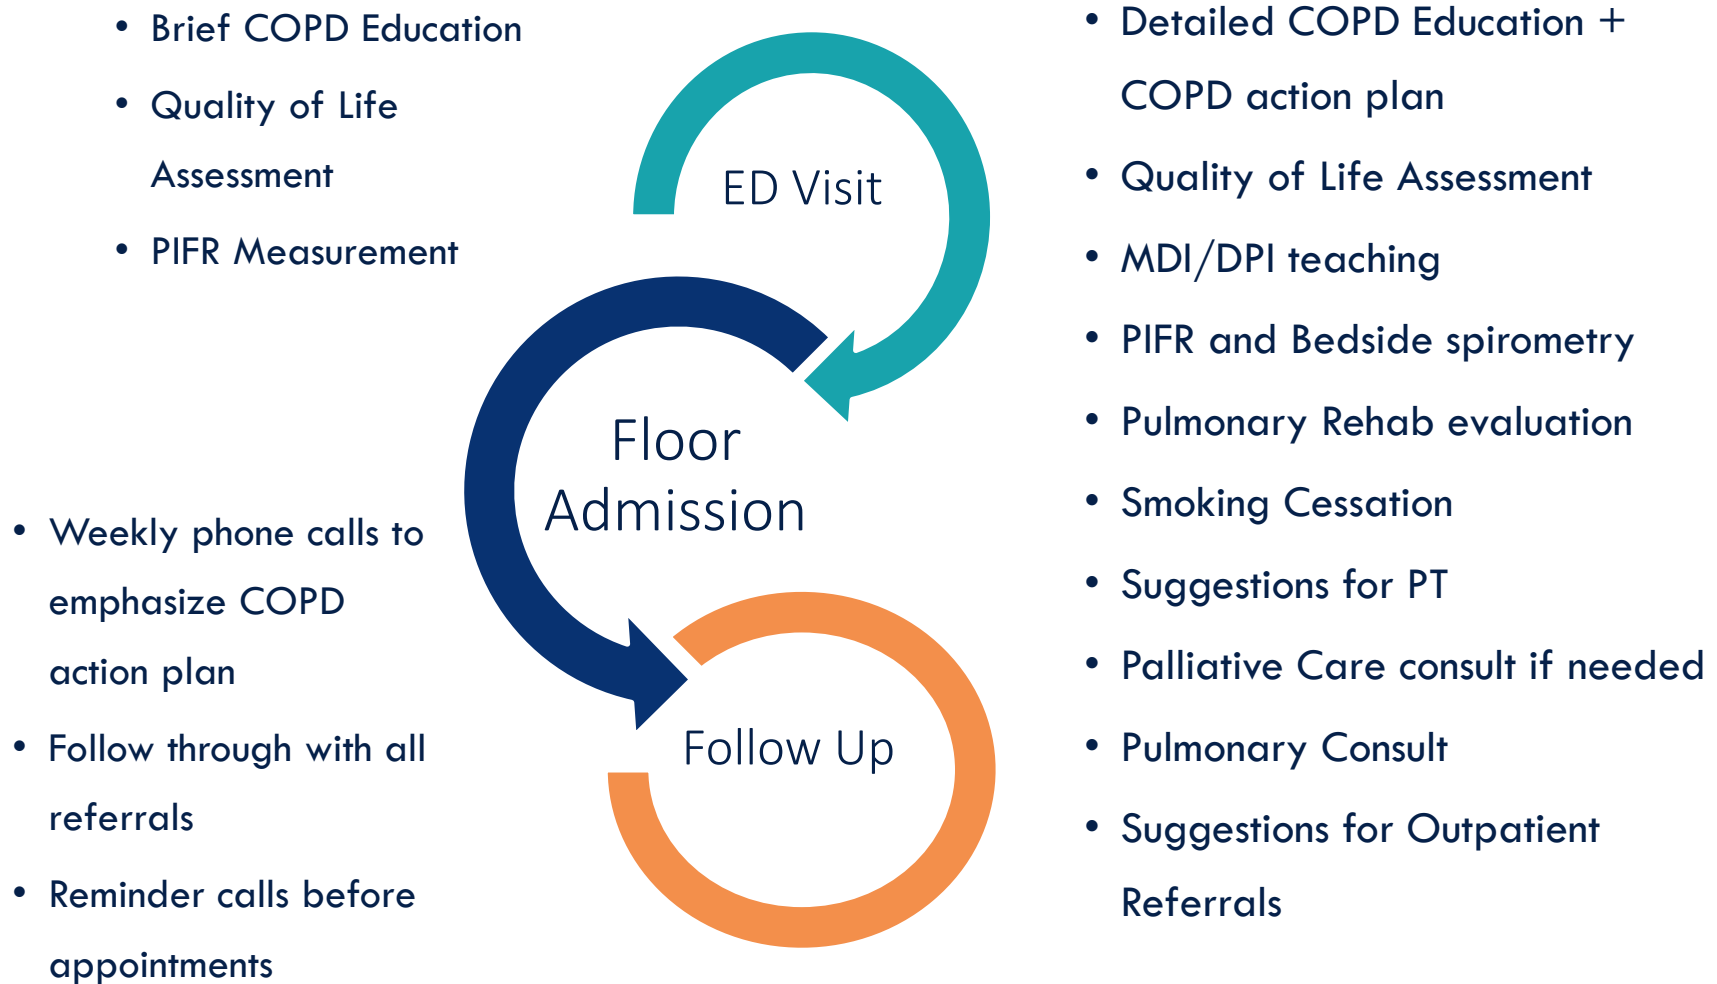 • Brief COPD Education
• Quality of Life
Assessment
• PIFR Measurement
ED Visit
• Detailed COPD Education +
COPD action plan
• Quality of Life Assessment
• MDI/DPI teaching
• PIFR and Bedside spirometry
• Pulmonary Rehab evaluation
• Smoking Cessation
• Suggestions for PT
• Palliative Care consult if needed
• Pulmonary Consult
• Suggestions for Outpatient
Referrals
Floor
Admission
• Weekly phone calls to
emphasize COPD
action plan
• Follow through with all
referrals
• Reminder calls before
appointments
Follow Up